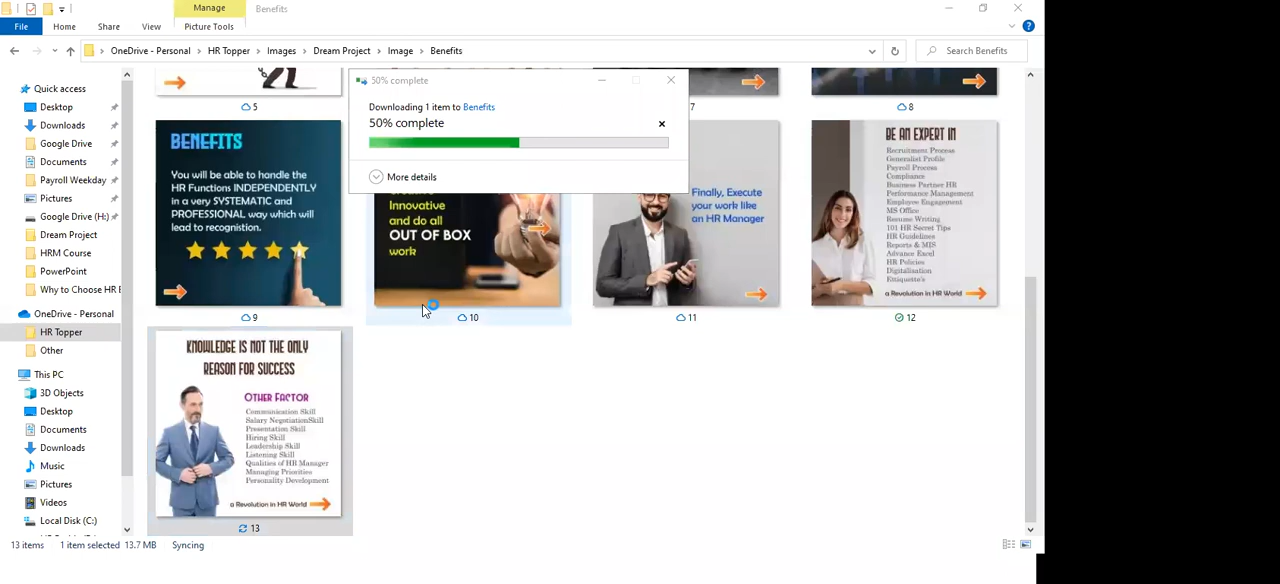 Manage
Benefits
File
Home
Share
View
Picture Tools
OneDrive - Personal
HR Topper
Images
Dream Project
Image
Benefits
Search Benefits
Quick access
Desktop
Downloads
Google Drive
Documents
Payroll Weekday
Pictures
Google Drive (H:)
Dream Project
HRM Course
PowerPoint
Why to Choose HR
OneDrive - Personal
HR Topper
Other
This PC
3D Objects
Desktop
Documents
Downloads
Music
Pictures
Videos
Local Disk (C:)
50% complete
Downloading 1 item to Benefits
50% complete
More details
5
7
8
BENEFITS
You will be able to handle the
HR Functions INDEPENDENTLY
in a very SYSTEMATIC and
PROFESSIONAL way which will
lead to recognistion.
9
Innovative
and do all
OUT OF BOX
work
10
Finally, Execute
your work like
an HR Manager
11
BE AN EXPERT IN
Recruitment Process
Generalist Profile
Payroll Process
Compliance
Business Partner HR
Performance Management
Employee Engagement
MS Office
Resume Writing
101 HR Secret Tips
HR Guidelines
Reports & MIS
Advance Excel
HR Policies
Digitalisation
Etiquette's
a Revolution in HR World
12
KNOWLEDGE IS NOT THE ONLY
REASON FOR SUCCESS
OTHER FACTOR
Communication Skill
Salary NegotiationSkill
Presentation Skill
Hiring Skill
Leadership Skill
Listening Skill
Qualities of HR Manager
Managing Priorities
Personality Development
a Revolution in HR World
13
13 items
1 item selected
13.7 MB
Syncing